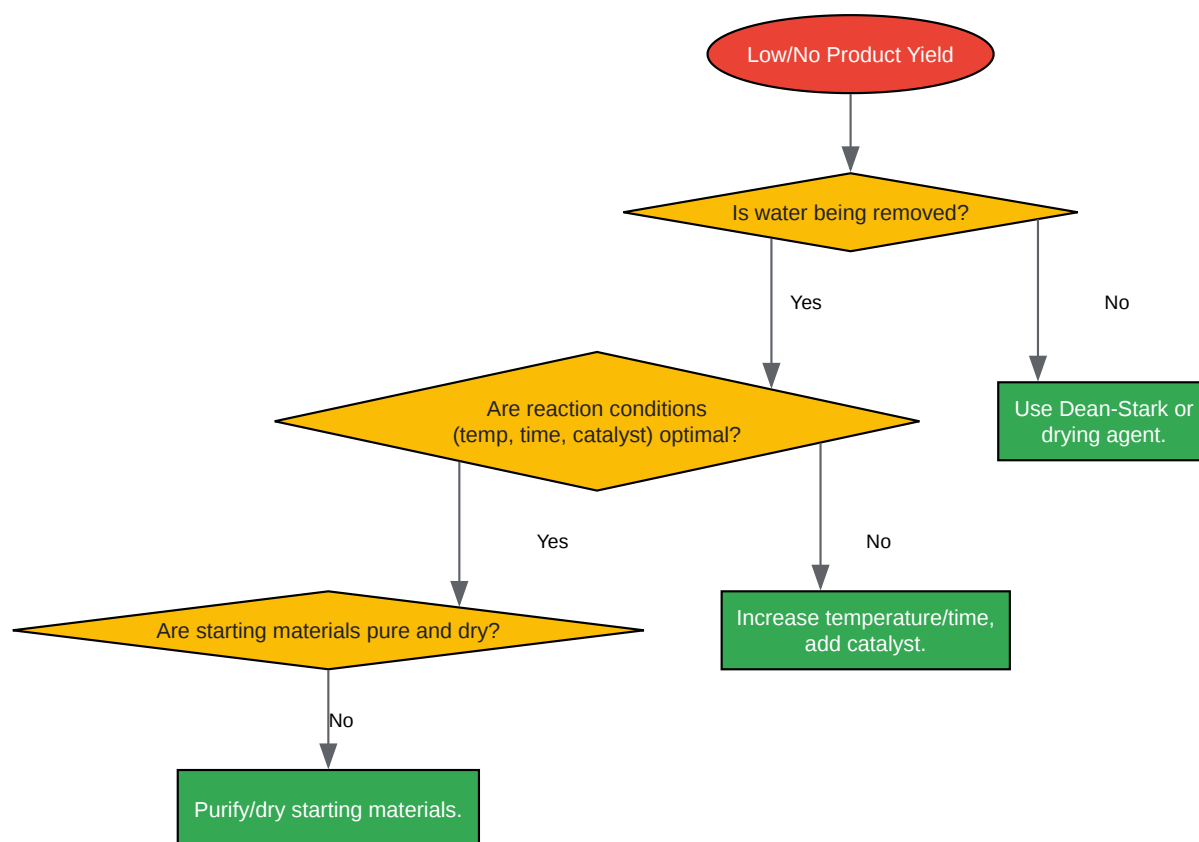 Low/No Product Yield
Is water being removed?
Yes
No
Are reaction conditions
(temp, time, catalyst) optimal?
Use Dean-Stark or
drying agent.
Yes
No
Are starting materials pure and dry?
Increase temperature/time,
add catalyst.
No
Purify/dry starting materials.